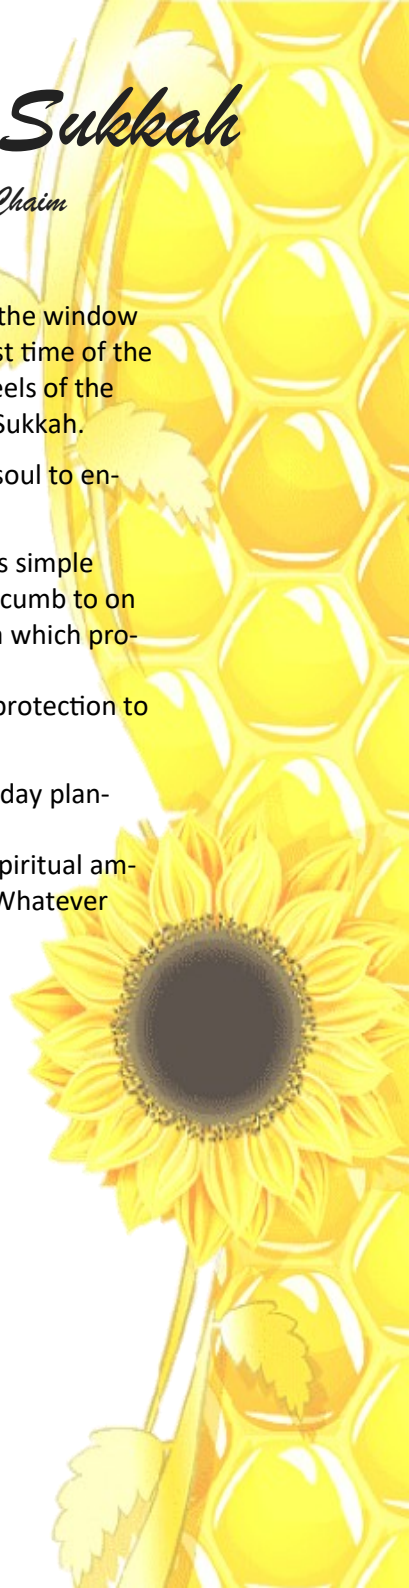 Sukkah
Chaim
the window
st time of the
eels of the
Sukkah.
soul to en-
s simple
cumb to on
which pro-
protection to
day plan-
piritual am-
Whatever